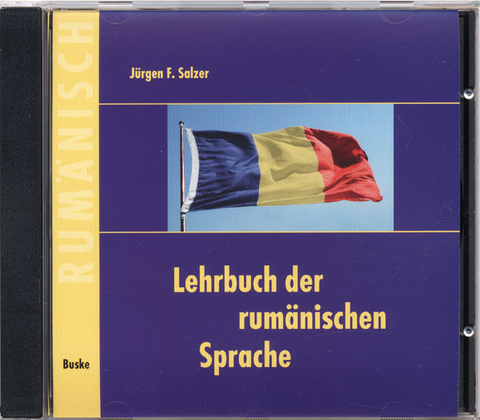 RUMÄNISCH
Jürgen F. Salzer
Lehrbuch der
rumänischen
Sprache
Buske